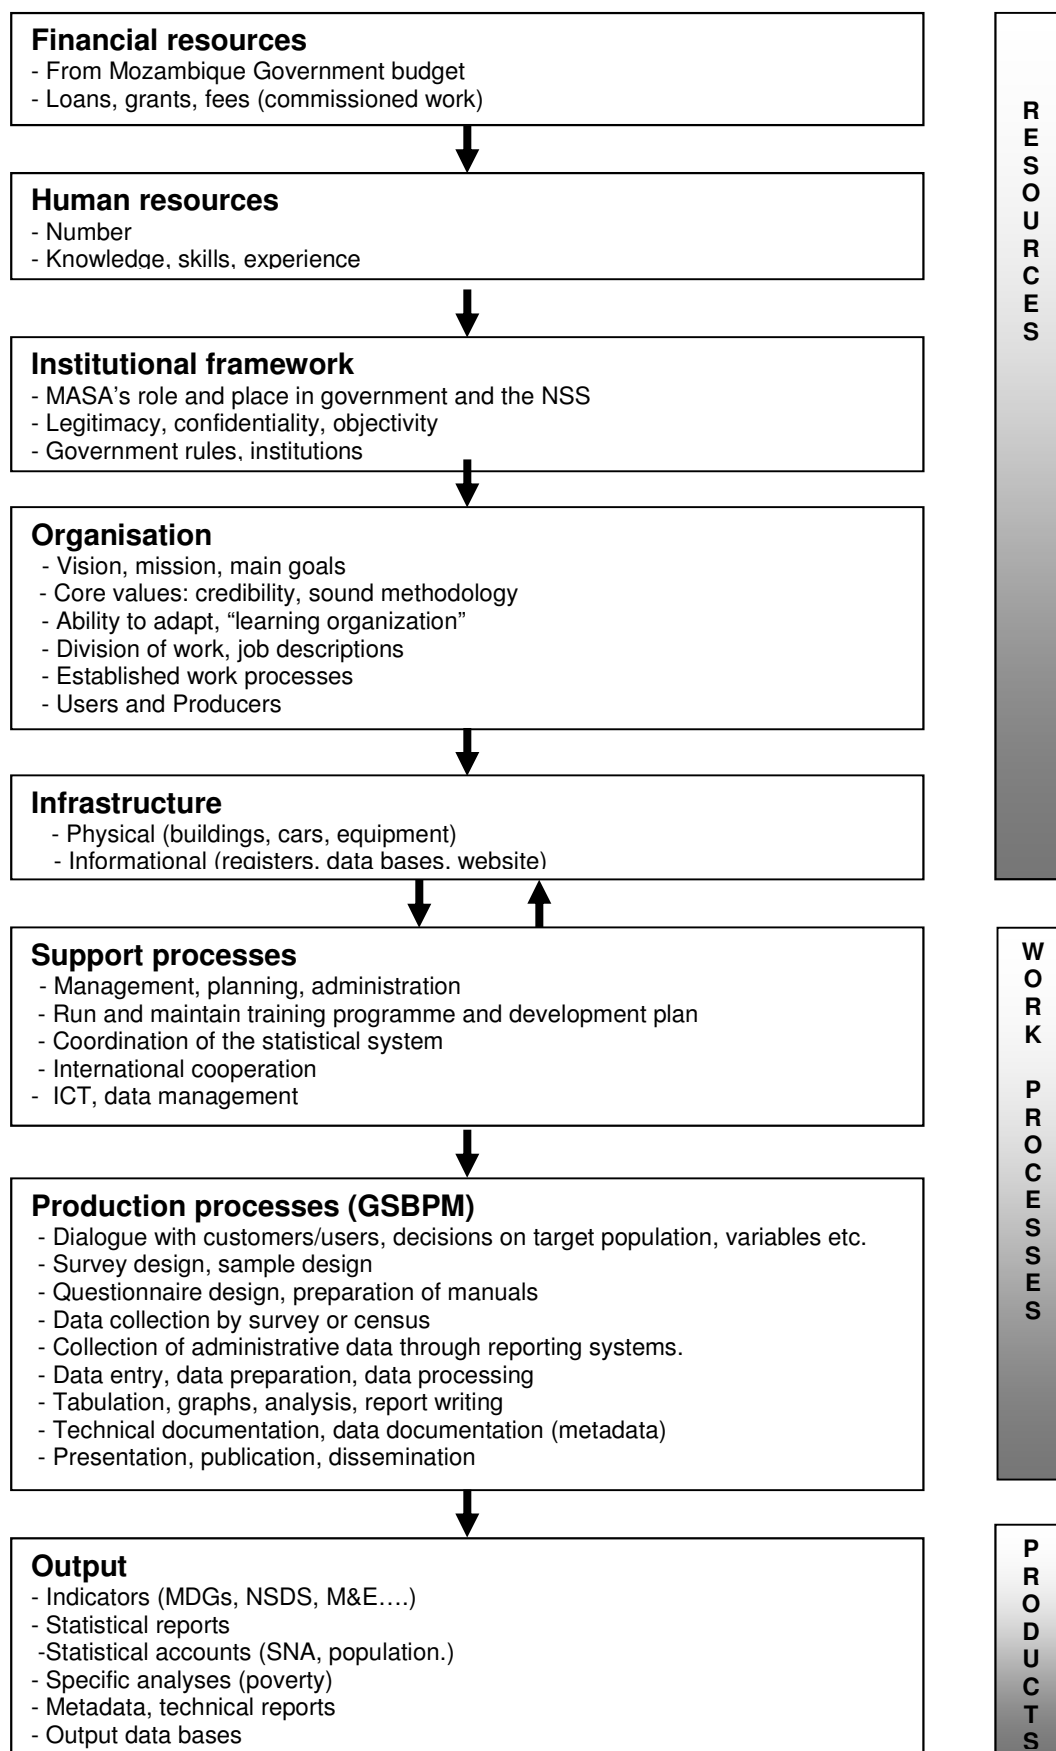 Financial resources
- From Mozambique Government budget
- Loans, grants, fees (commissioned work)
Human resources
- Number
- Knowledge, skills, experience
Institutional framework
- MASA's role and place in government and the NSS
- Legitimacy, confidentiality, objectivity
- Government rules, institutions
Organisation
- Vision, mission, main goals
- Core values: credibility, sound methodology
- Ability to adapt, “learning organization”
- Division of work, job descriptions
- Established work processes
- Users and Producers
Infrastructure
- Physical (buildings, cars, equipment)
- Informational (registers, data bases, website)
RESOURCES
Support processes
- Management, planning, administration
- Run and maintain training programme and development plan
- Coordination of the statistical system
- International cooperation
- ICT, data management
Production processes (GSBPM)
- Dialogue with customers/users, decisions on target population, variables etc.
- Survey design, sample design
- Questionnaire design, preparation of manuals
- Data collection by survey or census
- Collection of administrative data through reporting systems.
- Data entry, data preparation, data processing
- Tabulation, graphs, analysis, report writing
- Technical documentation, data documentation (metadata)
- Presentation, publication, dissemination
WORK PROCESSES
Output
- Indicators (MDGs, NSDS, M&E….)
- Statistical reports
-Statistical accounts (SNA, population.)
- Specific analyses (poverty)
- Metadata, technical reports
- Output data bases
PRODUCTS